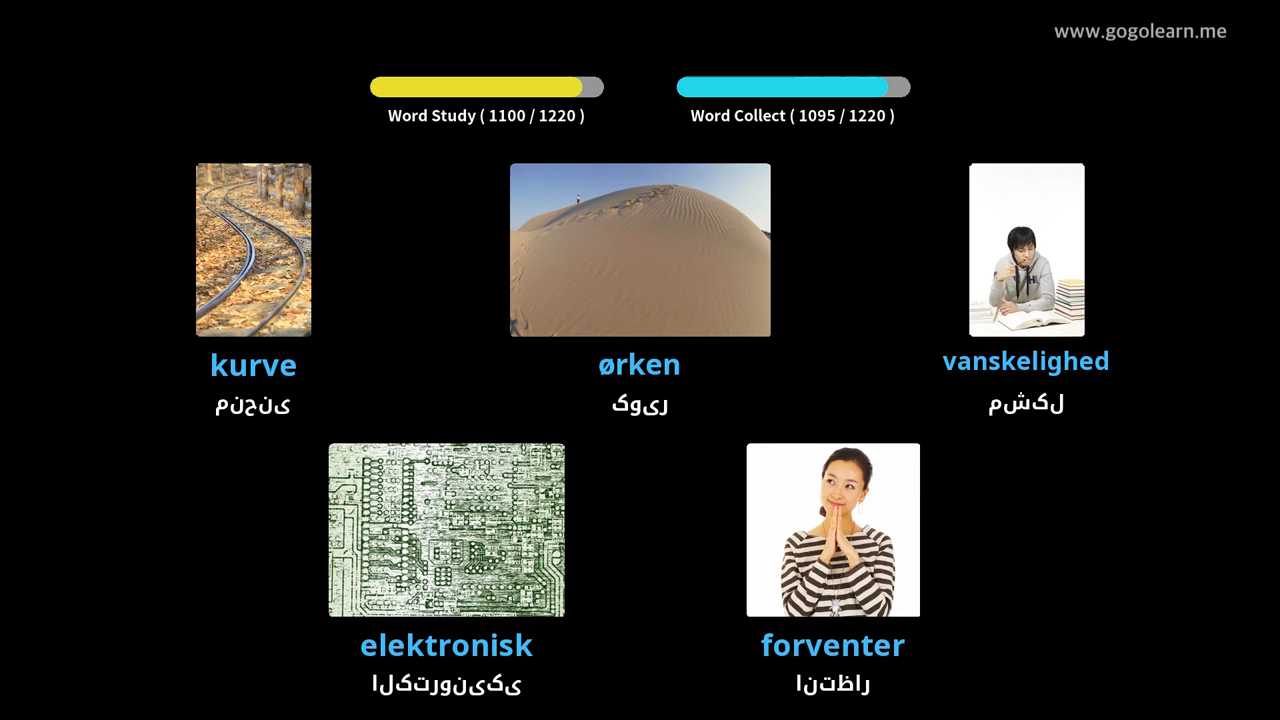 www.gogolearn.me
Word Study ( 1100 / 1220 )
Word Collect ( 1095 / 1220 )
kurve
ørken
vanskelighed
منحنی
کویر
مشکل
elektronisk
forventer
الکترونیکی
انتظار